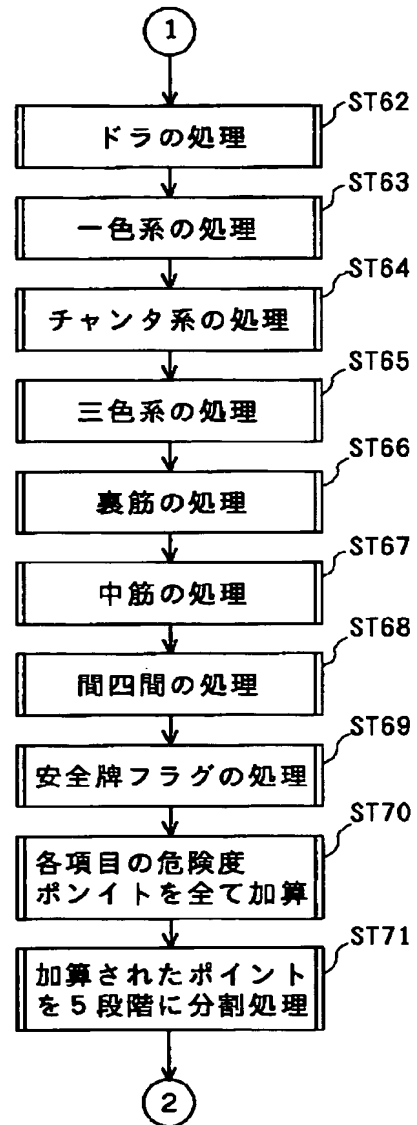 1
ST62
ドラの処理
ST63
一色系の処理
ST64
チャンタ系の処理
ST65
三色系の処理
ST66
裏筋の処理
ST67
中筋の処理
ST68
間四間の処理
ST69
安全牌フラグの処理
ST70
各項目の危険度
ポンイトを全て加算
ST71
加算されたポイント
を5段階に分割処理
2